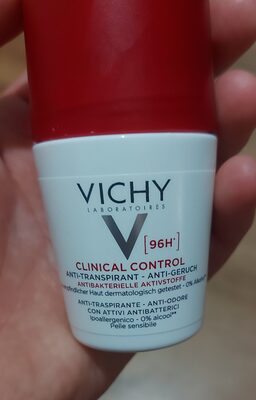 VICHY
LABORATOIRES
V
[96H*]
CLINICAL CONTROL
ANTI-TRANSPIRANT - ANTI-GERUCH
ANTIBAKTERIELLE AKTIVSTOFFE
Haut dermatologisch getestet - 0% Alkohol
ANTI-TRASPIRANTE - ANTI-ODORE
CON ATTIVI ANTIBATTERICI
Ipoallergenico - 0% alcool**
Pelle sensibile